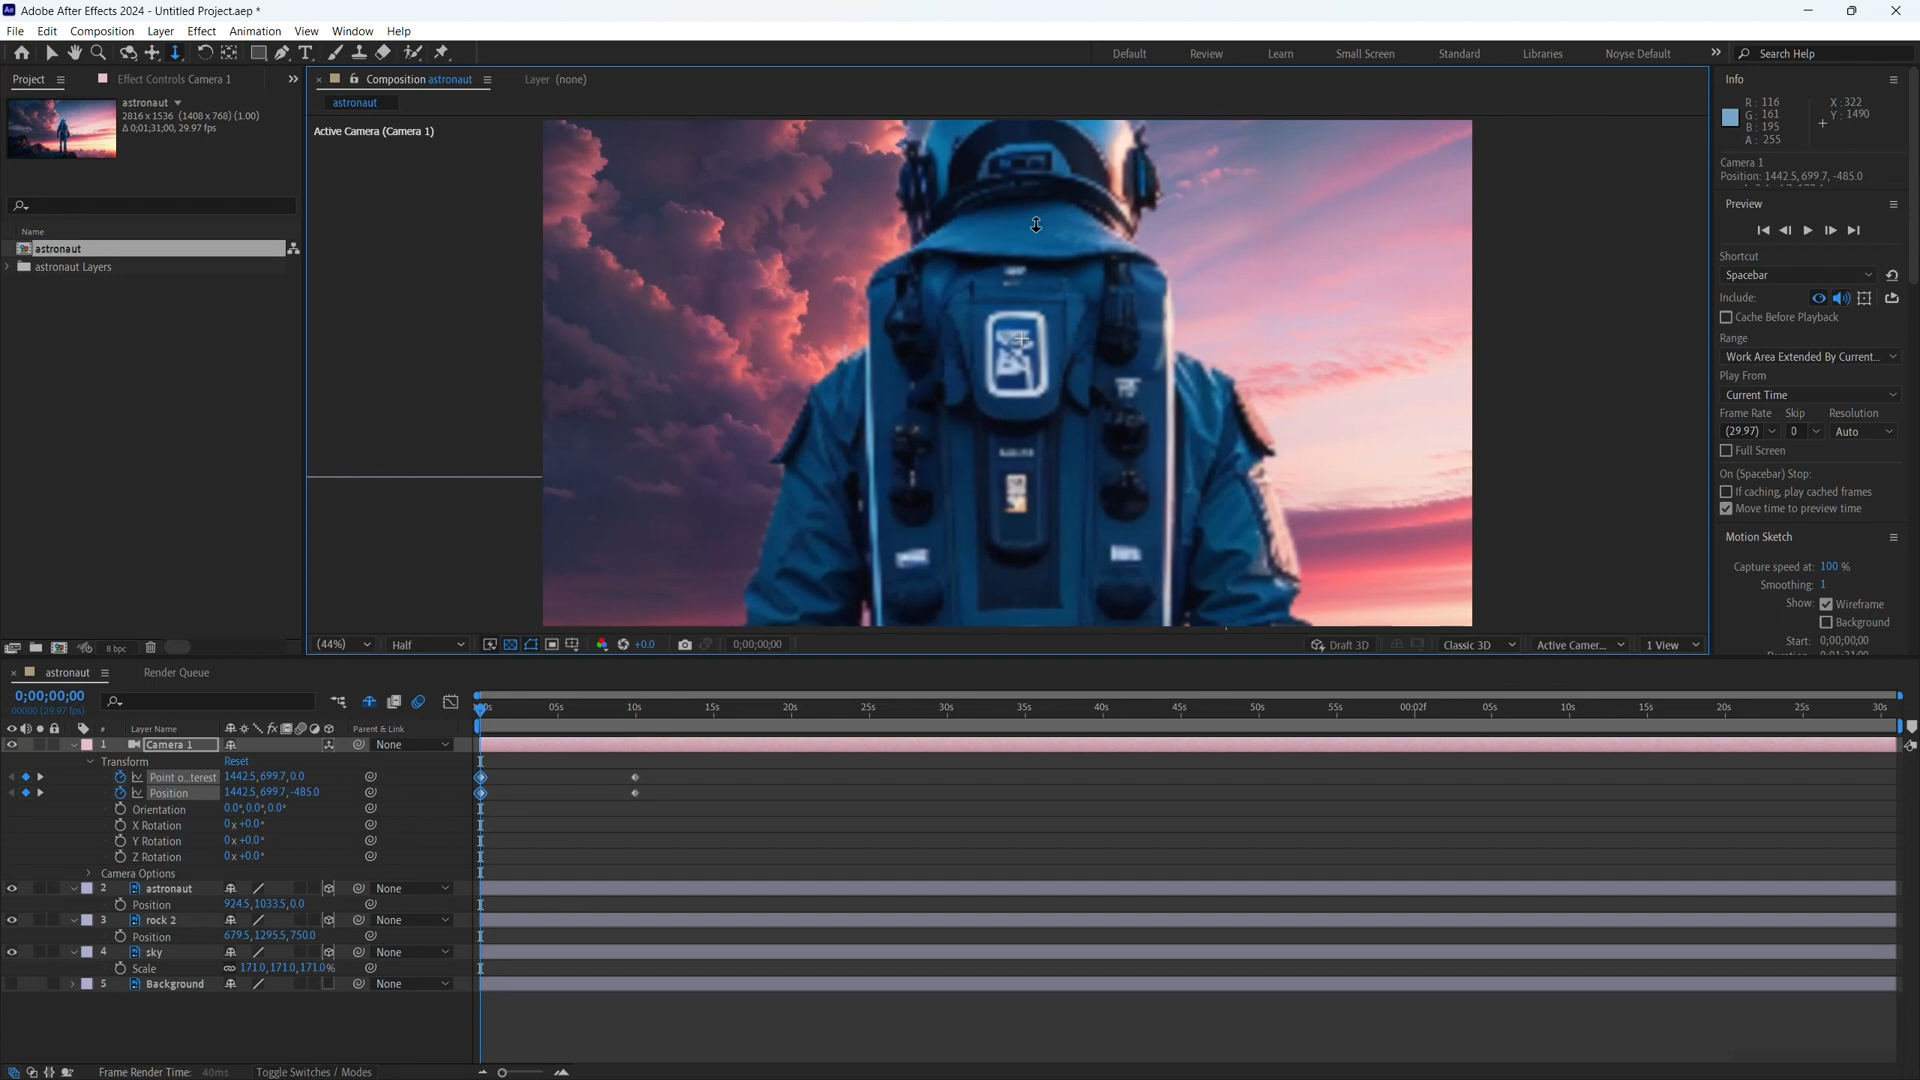 Adobe After Effects 2024 - Untitled Project.aep *
File Edit Composition Layer Effect Animation View Window Help
Default Review Learn Small Screen Standard Libraries Noyse Default Search Help
Project Effect Controls Camera 1
astronaut
2816 x 1536 (1408 x 768) (1.00)
Δ 0;01;31;00, 29.97 fps
Name
astronaut
astronaut Layers
8 bpc
Composition astronaut Layer (none)
astronaut
Active Camera (Camera 1)
(44%) Half +0.0 0;00;00;00 Draft 3D Classic 3D Active Camer... 1 View
Info
R: 116 X: 322
G: 161 Y: 1490
B: 195
A: 255
Camera 1
Position: 1442.5, 699.7, -485.0
Preview
Shortcut
Spacebar
Include:
Cache Before Playback
Range
Work Area Extended By Current...
Play From
Current Time
Frame Rate Skip Resolution
(29.97) 0 Auto
Full Screen
On (Spacebar) Stop:
If caching, play cached frames
Move time to preview time
Motion Sketch
Capture speed at: 100 %
Smoothing: 1
Show: Wireframe
Background
Start: 0;00;00;00
astronaut Render Queue
0;00;00;00
00000 (29.97 fps)
05s 10s 15s 20s 25s 30s 35s 40s 45s 50s 55s 00:02f 05s 10s 15s 20s 25s 30s
# Layer Name Parent & Link
1 Camera 1 None
Transform Reset
Point o...terest 1442.5, 699.7, 0.0
Position 1442.5, 699.7, -485.0
Orientation 0.0°, 0.0°, 0.0°
X Rotation 0x+0.0°
Y Rotation 0x+0.0°
Z Rotation 0x+0.0°
Camera Options
2 astronaut None
Position 924.5, 1033.5, 0.0
3 rock 2 None
Position 679.5, 1295.5, 750.0
4 sky None
Scale 171.0, 171.0, 171.0%
5 Background None
Frame Render Time: 40ms Toggle Switches / Modes